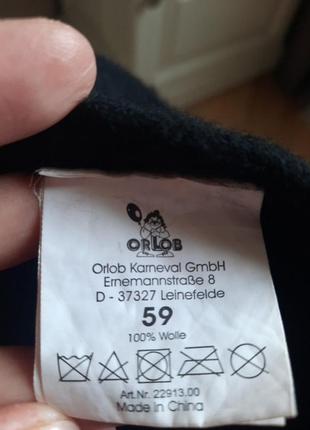 ORLOB
Orlob Karneval GmbH
Ernemannstraße 8
D - 37327 Leinefelde
59
100% Wolle
Art.Nr. 22913.00
Made in China